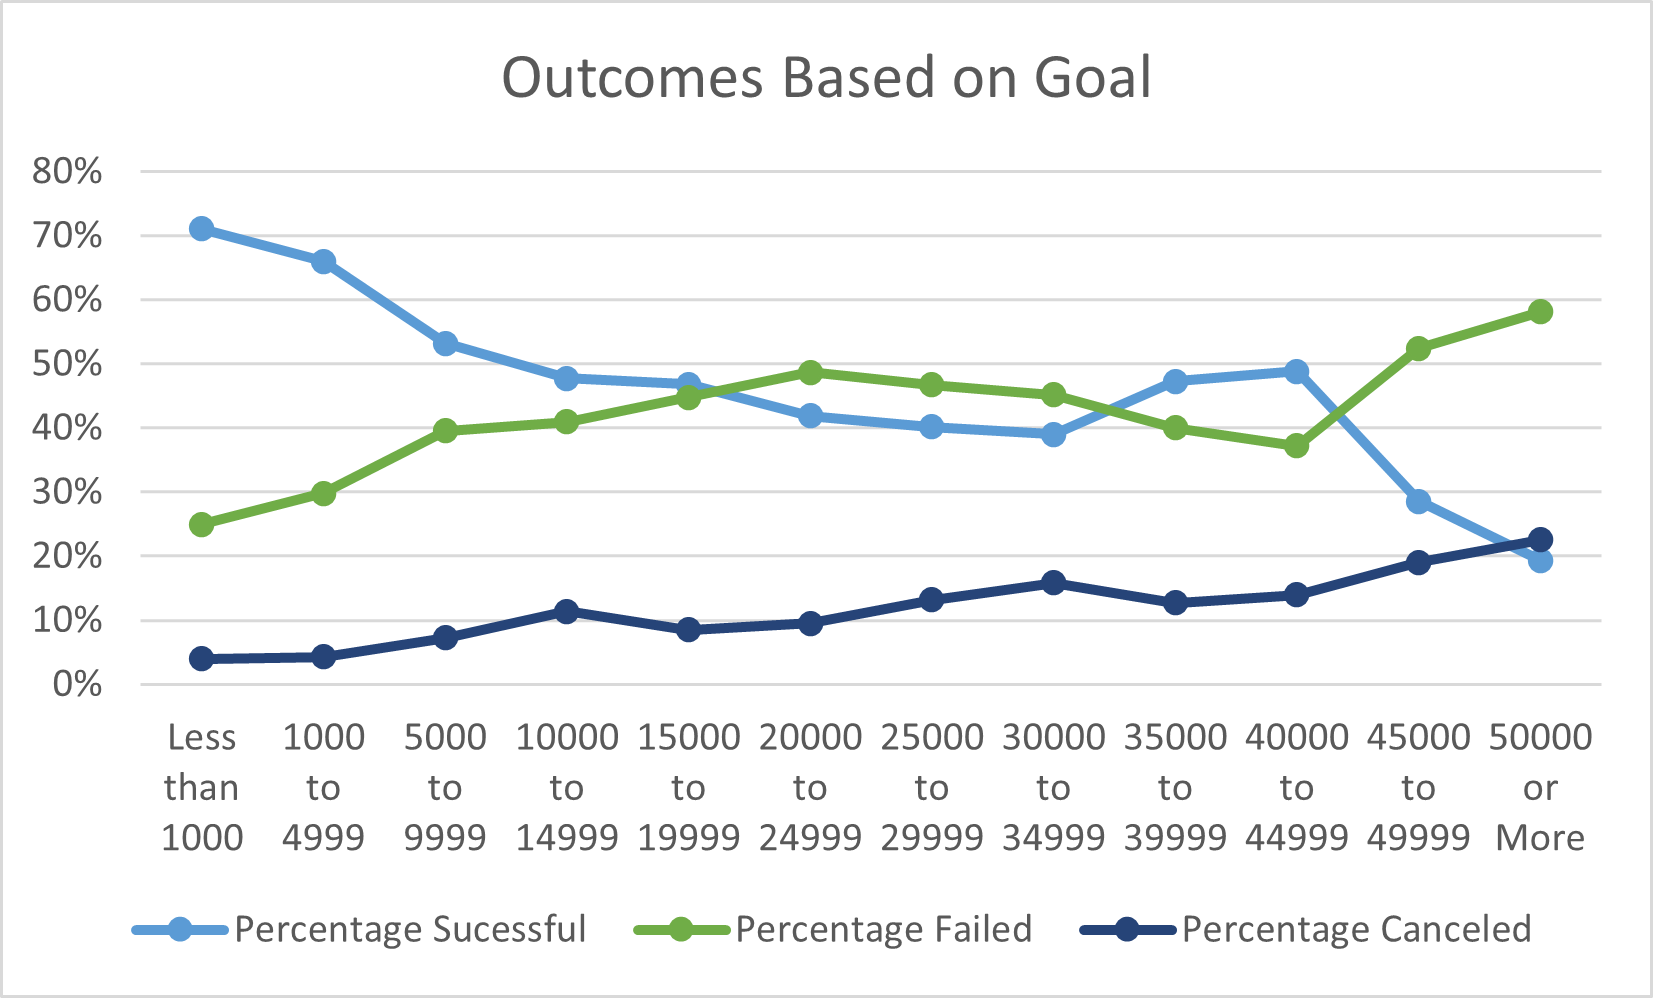 Outcomes Based on Goal
80%
70%
60%
50%
40%
30%
20%
10%
0%
Less than 1000
1000 to 4999
5000 to 9999
10000 to 14999
15000 to 19999
20000 to 24999
25000 to 29999
30000 to 34999
35000 to 39999
40000 to 44999
45000 to 49999
50000 or More
Percentage Sucessful
Percentage Failed
Percentage Canceled